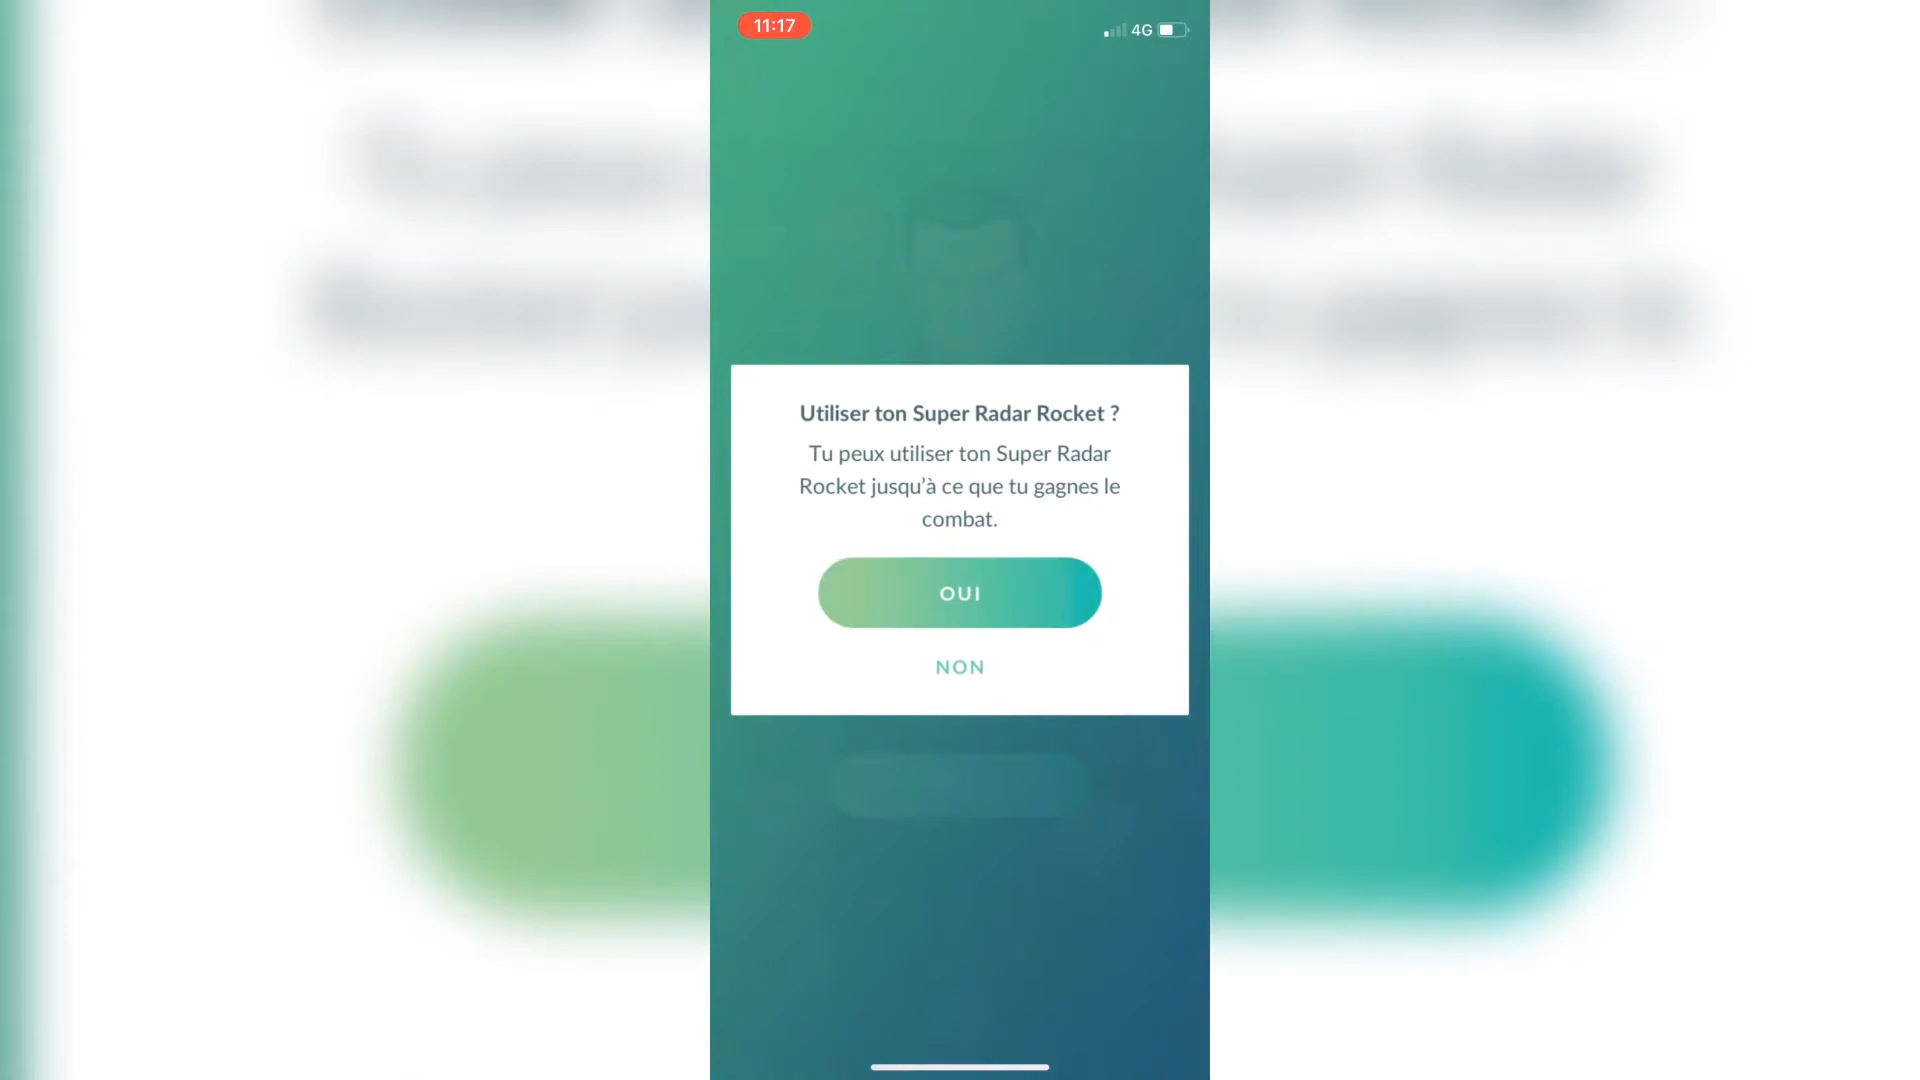 11:17
4G
Utiliser ton Super Radar Rocket ?
Tu peux utiliser ton Super Radar
Rocket jusqu’à ce que tu gagnes le
combat.
OUI
NON